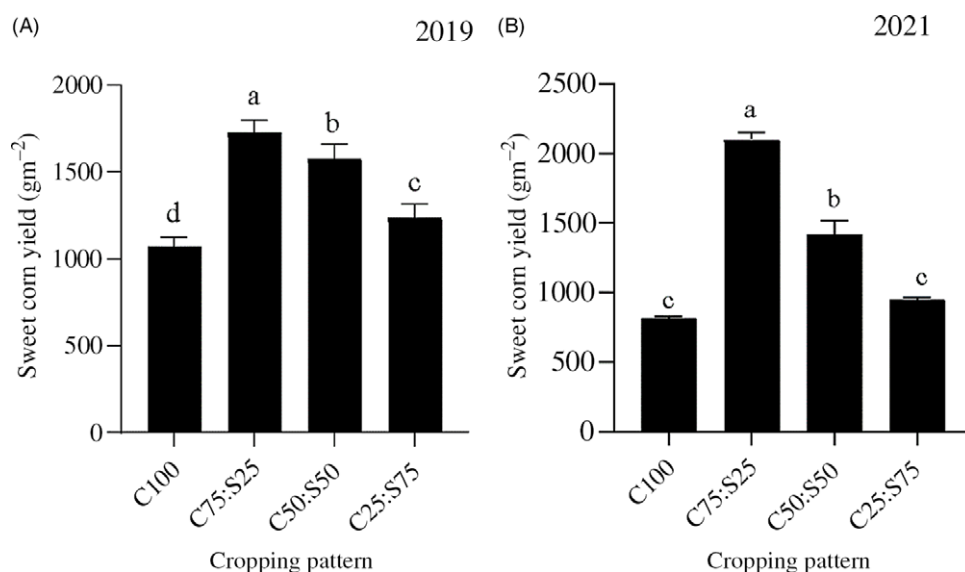 (A)
2019
Sweet corn yield (gm⁻²)
2000
1500
1000
500
0
d
a
b
c
C100
C75:S25
C50:S50
C25:S75
Cropping pattern
(B)
2021
Sweet corn yield (gm⁻²)
2500
2000
1500
1000
500
0
c
a
b
c
C100
C75:S25
C50:S50
C25:S75
Cropping pattern